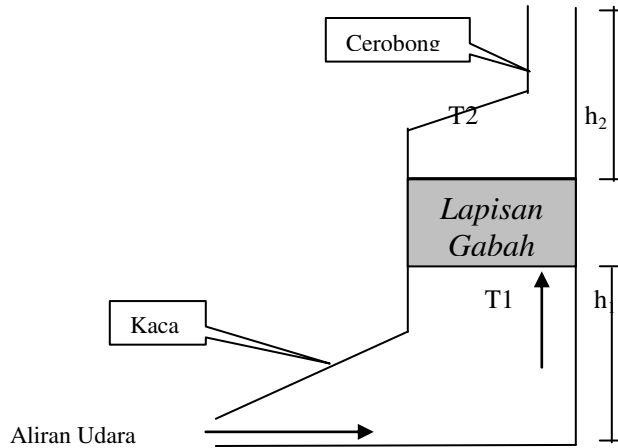 Cerobong
T2
h2
Lapisan
Gabah
T1
h1
Kaca
Aliran Udara